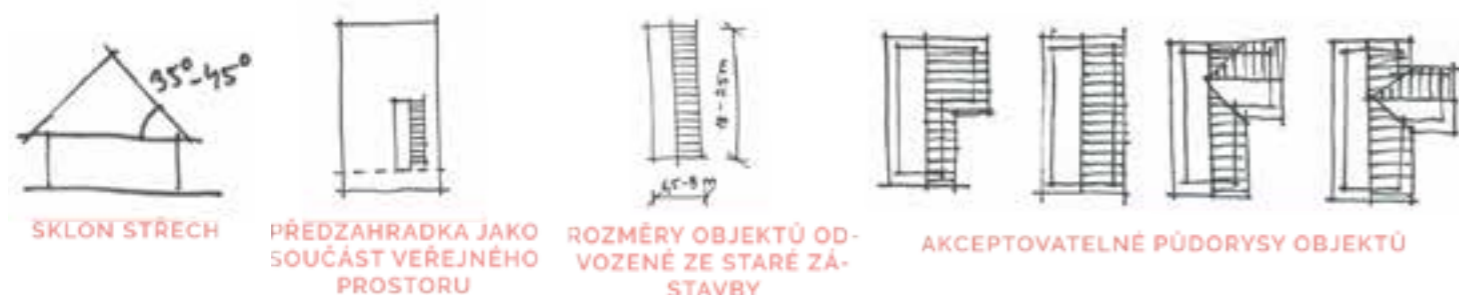 35°-45°
SKLON STŘECH
PŘEDZAHRADKA JAKO
SOUČÁST VEŘEJNÉHO
PROSTORU
ROZMĚRY OBJEKTŮ OD-
VOZENÉ ZE STARÉ ZÁ-
STAVBY
AKCEPTOVATELNÉ PŮDORYSY OBJEKTŮ